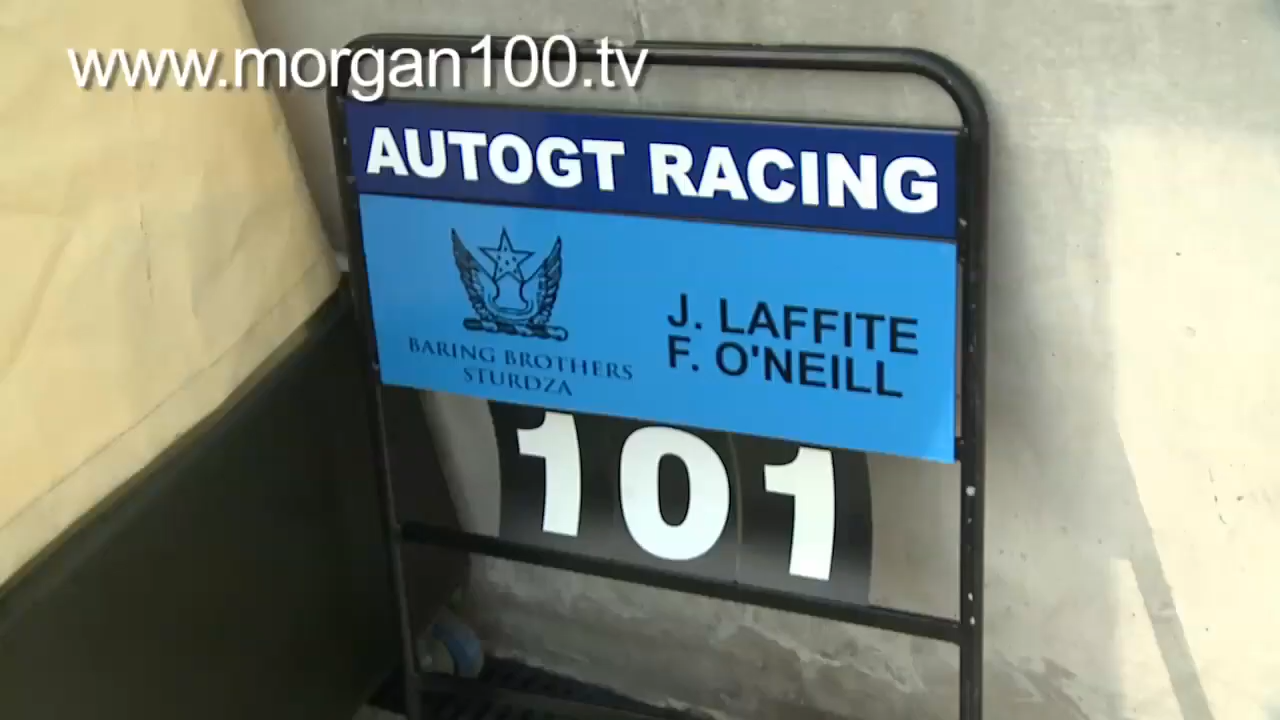 www.morgan100.tv
AUTOGT RACING
BARING BROTHERS
STURDZA
J. LAFFITE
F. O'NEILL
101